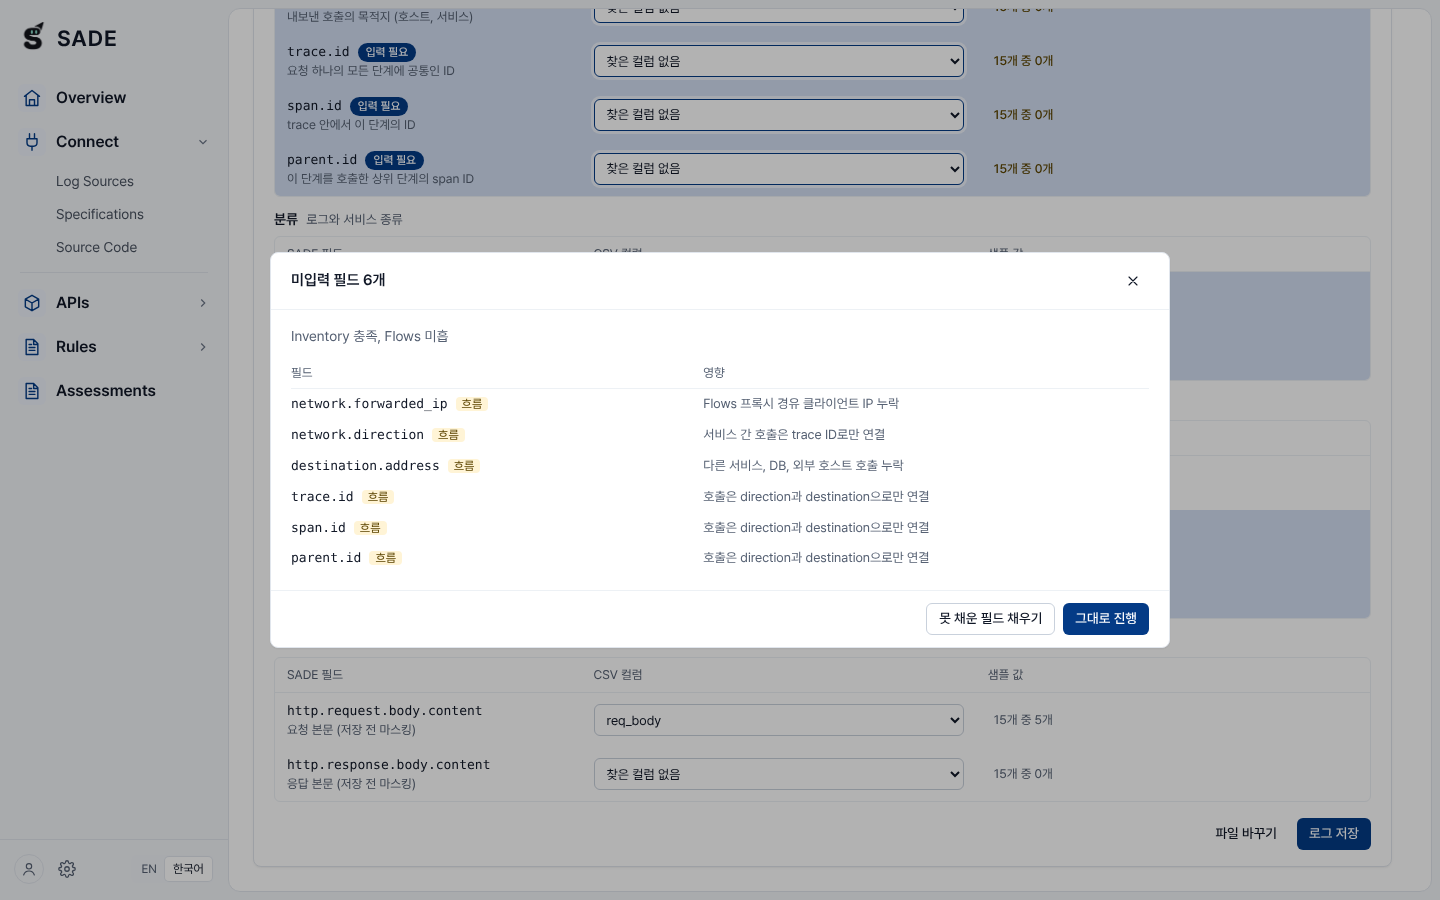 SADE
Overview
Connect
Log Sources
Specifications
Source Code
APIs
Rules
Assessments
EN 한국어
내보낸 호출의 목적지 (호스트, 서비스)
trace.id 입력 필요
요청 하나의 모든 단계에 공통인 ID
찾은 컬럼 없음
15개 중 0개
span.id 입력 필요
trace 안에서 이 단계의 ID
찾은 컬럼 없음
15개 중 0개
parent.id 입력 필요
이 단계를 호출한 상위 단계의 span ID
찾은 컬럼 없음
15개 중 0개
분류 로그와 서비스 종류
미입력 필드 6개
Inventory 충족, Flows 미흡
필드 영향
network.forwarded_ip 흐름 Flows 프록시 경유 클라이언트 IP 누락
network.direction 흐름 서비스 간 호출은 trace ID로만 연결
destination.address 흐름 다른 서비스, DB, 외부 호스트 호출 누락
trace.id 흐름 호출은 direction과 destination으로만 연결
span.id 흐름 호출은 direction과 destination으로만 연결
parent.id 흐름 호출은 direction과 destination으로만 연결
못 채운 필드 채우기 그대로 진행
SADE 필드 CSV 컬럼 샘플 값
http.request.body.content
요청 본문 (저장 전 마스킹)
req_body
15개 중 5개
http.response.body.content
응답 본문 (저장 전 마스킹)
찾은 컬럼 없음
15개 중 0개
파일 바꾸기 로그 저장